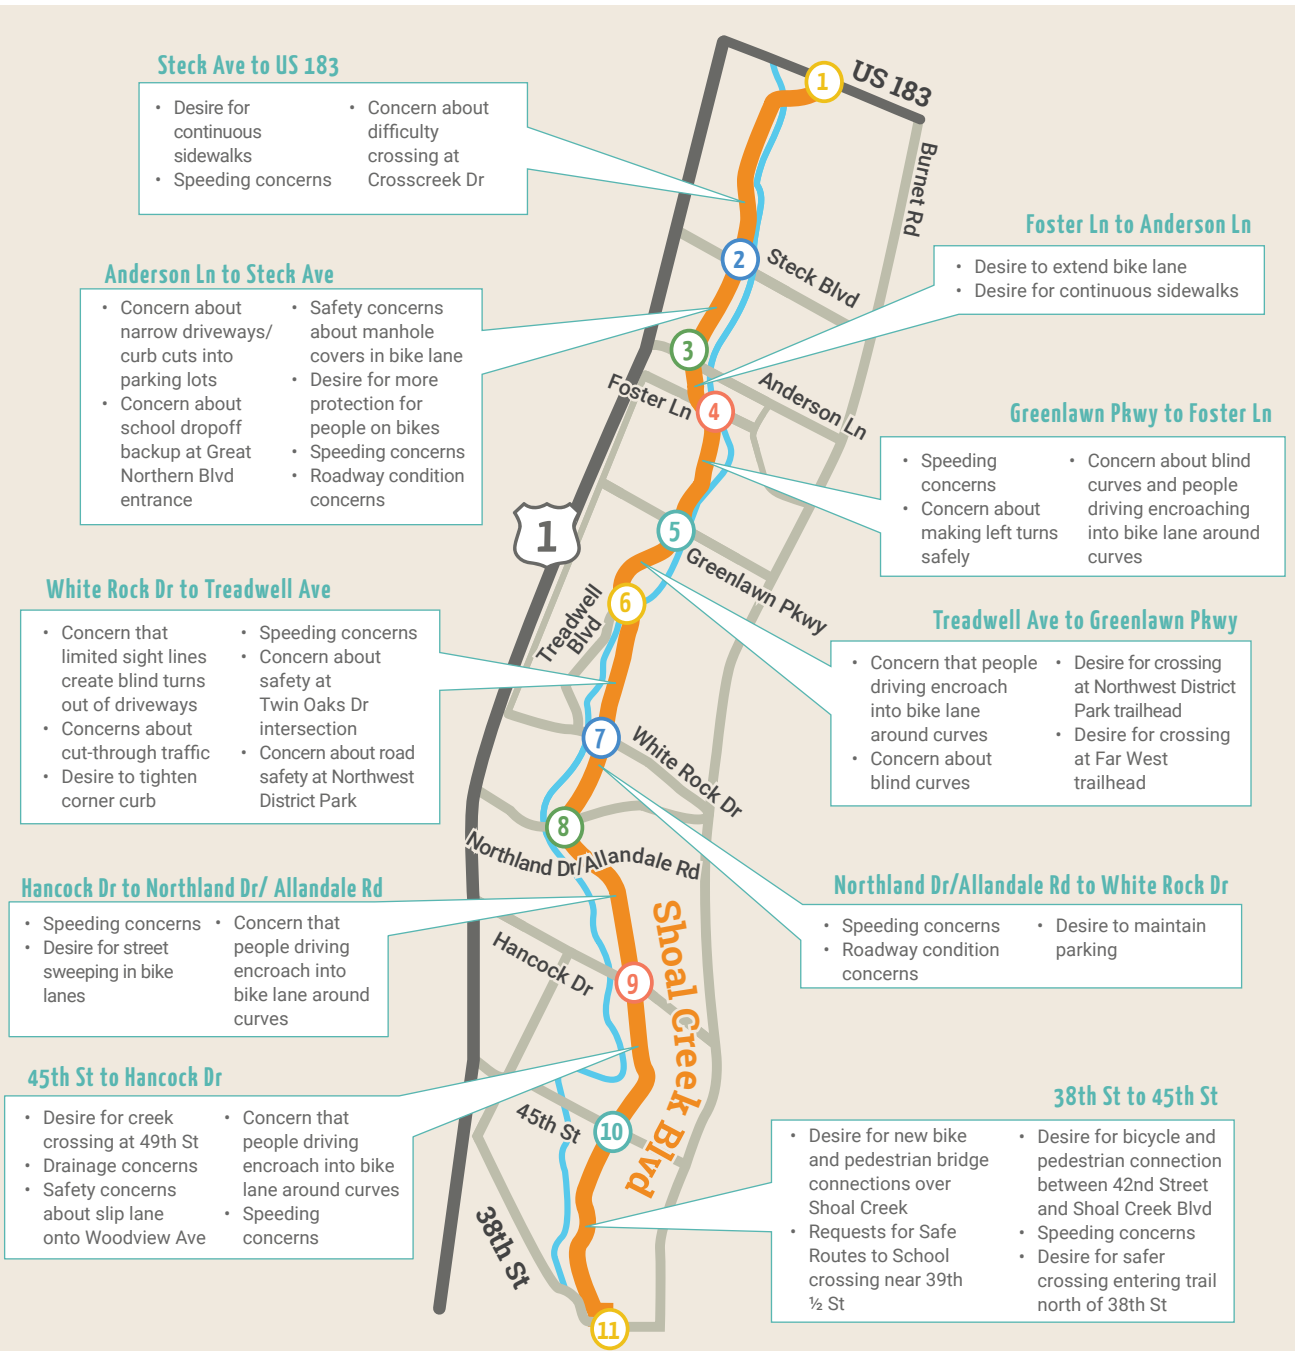 Steck Ave to US 183
• Desire for
continuous
sidewalks
• Speeding concerns
• Concern about
difficulty
crossing at
Crosscreek Dr
Anderson Ln to Steck Ave
• Concern about
narrow driveways/
curb cuts into
parking lots
• Concern about
school dropoff
backup at Great
Northern Blvd
entrance
• Safety concerns
about manhole
covers in bike lane
• Desire for more
protection for
people on bikes
• Speeding concerns
• Roadway condition
concerns
White Rock Dr to Treadwell Ave
• Concern that
limited sight lines
create blind turns
out of driveways
• Concerns about
cut-through traffic
• Desire to tighten
corner curb
• Speeding concerns
• Concern about
safety at
Twin Oaks Dr
intersection
• Concern about road
safety at Northwest
District Park
Hancock Dr to Northland Dr/ Allandale Rd
• Speeding concerns
• Desire for street
sweeping in bike
lanes
• Concern that
people driving
encroach into
bike lane around
curves
45th St to Hancock Dr
• Desire for creek
crossing at 49th St
• Drainage concerns
• Safety concerns
about slip lane
onto Woodview Ave
• Concern that
people driving
encroach into bike
lane around curves
• Speeding
concerns
1
US 183
Burnet Rd
2
Steck Blvd
3
Anderson Ln
Foster Ln
4
1
5
Greenlawn Pkwy
6
Treadwell
Blvd
7
White Rock Dr
8
Northland Dr/Allandale Rd
Shoal Creek Blvd
Hancock Dr
9
45th St
10
38th St
11
Foster Ln to Anderson Ln
• Desire to extend bike lane
• Desire for continuous sidewalks
Greenlawn Pkwy to Foster Ln
• Speeding
concerns
• Concern about
making left turns
safely
• Concern about blind
curves and people
driving encroaching
into bike lane around
curves
Treadwell Ave to Greenlawn Pkwy
• Concern that people
driving encroach
into bike lane
around curves
• Concern about
blind curves
• Desire for crossing
at Northwest District
Park trailhead
• Desire for crossing
at Far West
trailhead
Northland Dr/Allandale Rd to White Rock Dr
• Speeding concerns
• Roadway condition
concerns
• Desire to maintain
parking
38th St to 45th St
• Desire for new bike
and pedestrian bridge
connections over
Shoal Creek
• Requests for Safe
Routes to School
crossing near 39th
½ St
• Desire for bicycle and
pedestrian connection
between 42nd Street
and Shoal Creek Blvd
• Speeding concerns
• Desire for safer
crossing entering trail
north of 38th St